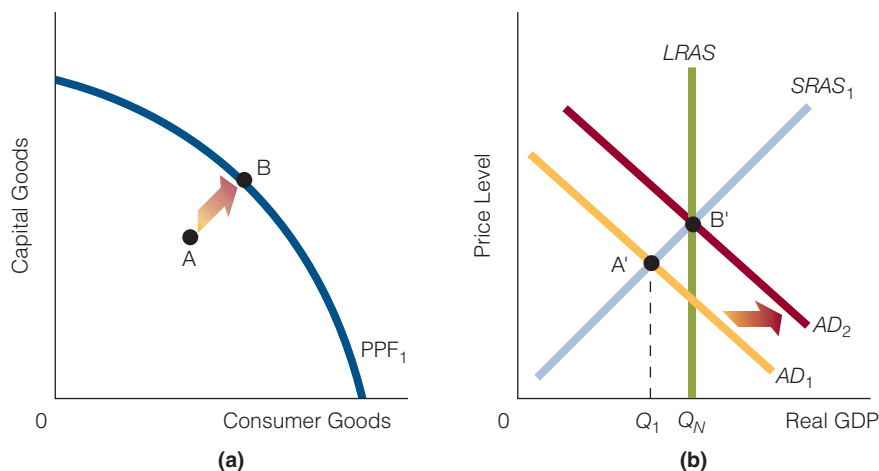 Capital Goods
B
A
PPF1
0
Consumer Goods
(a)
Price Level
LRAS
SRAS1
B'
A'
AD2
AD1
0
Q1
QN
Real GDP
(b)